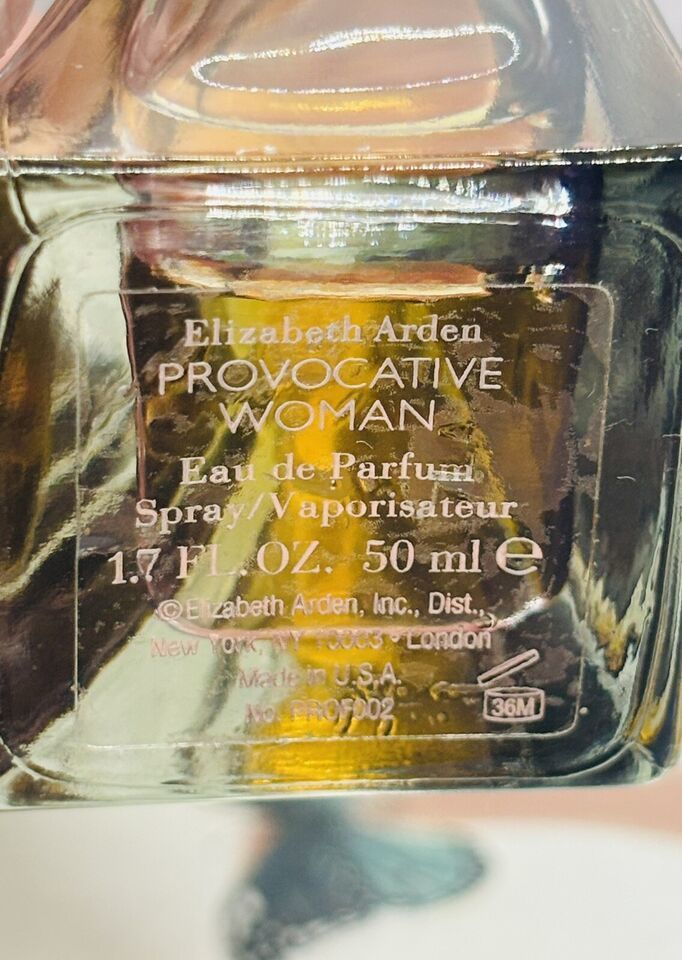 Elizabeth Arden
PROVOCATIVE
WOMAN
Eau de Parfum
Spray/Vaporisateur
1.7 FL. OZ. 50 ml e
© Elizabeth Arden, Inc., Dist.,
New York, NY • London
Made in U.S.A.
No. PROF002
36M